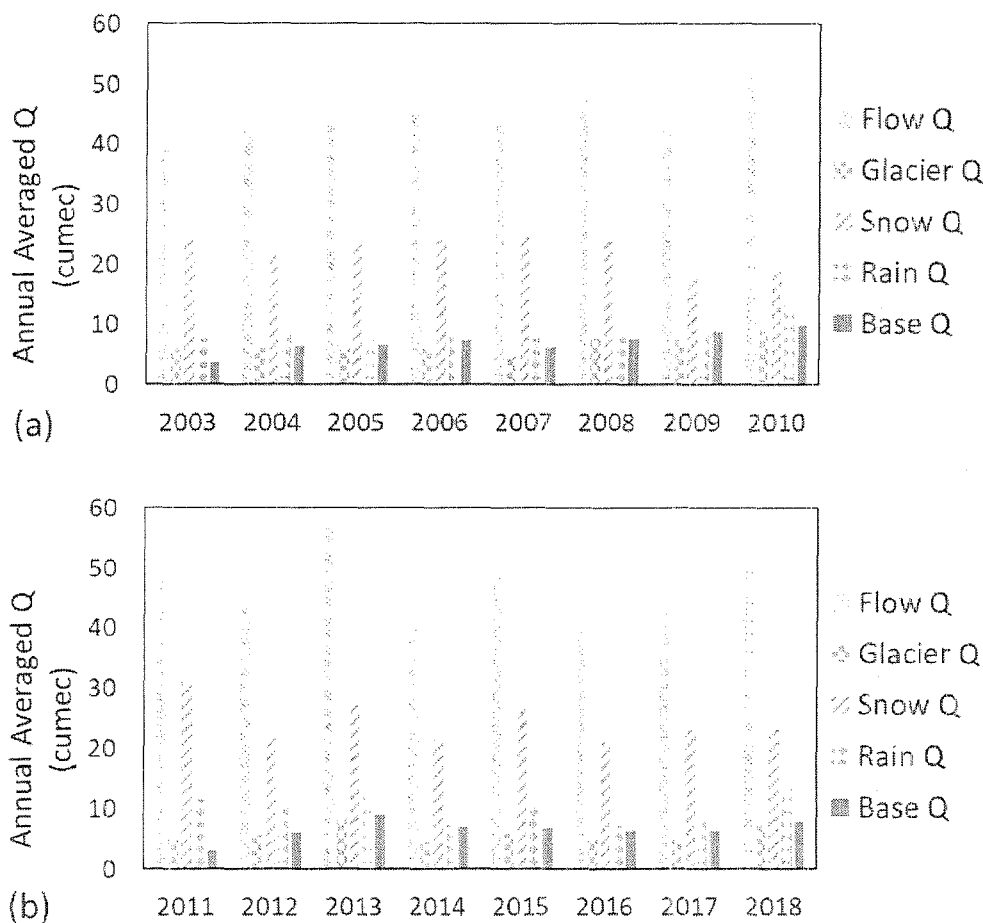 Annual Averaged Q
(cumec)
60
50
40
30
20
10
0
2003 2004 2005 2006 2007 2008 2009 2010
Flow Q
Glacier Q
Snow Q
Rain Q
Base Q
(a)
Annual Averaged Q
(cumec)
60
50
40
30
20
10
0
2011 2012 2013 2014 2015 2016 2017 2018
Flow Q
Glacier Q
Snow Q
Rain Q
Base Q
(b)